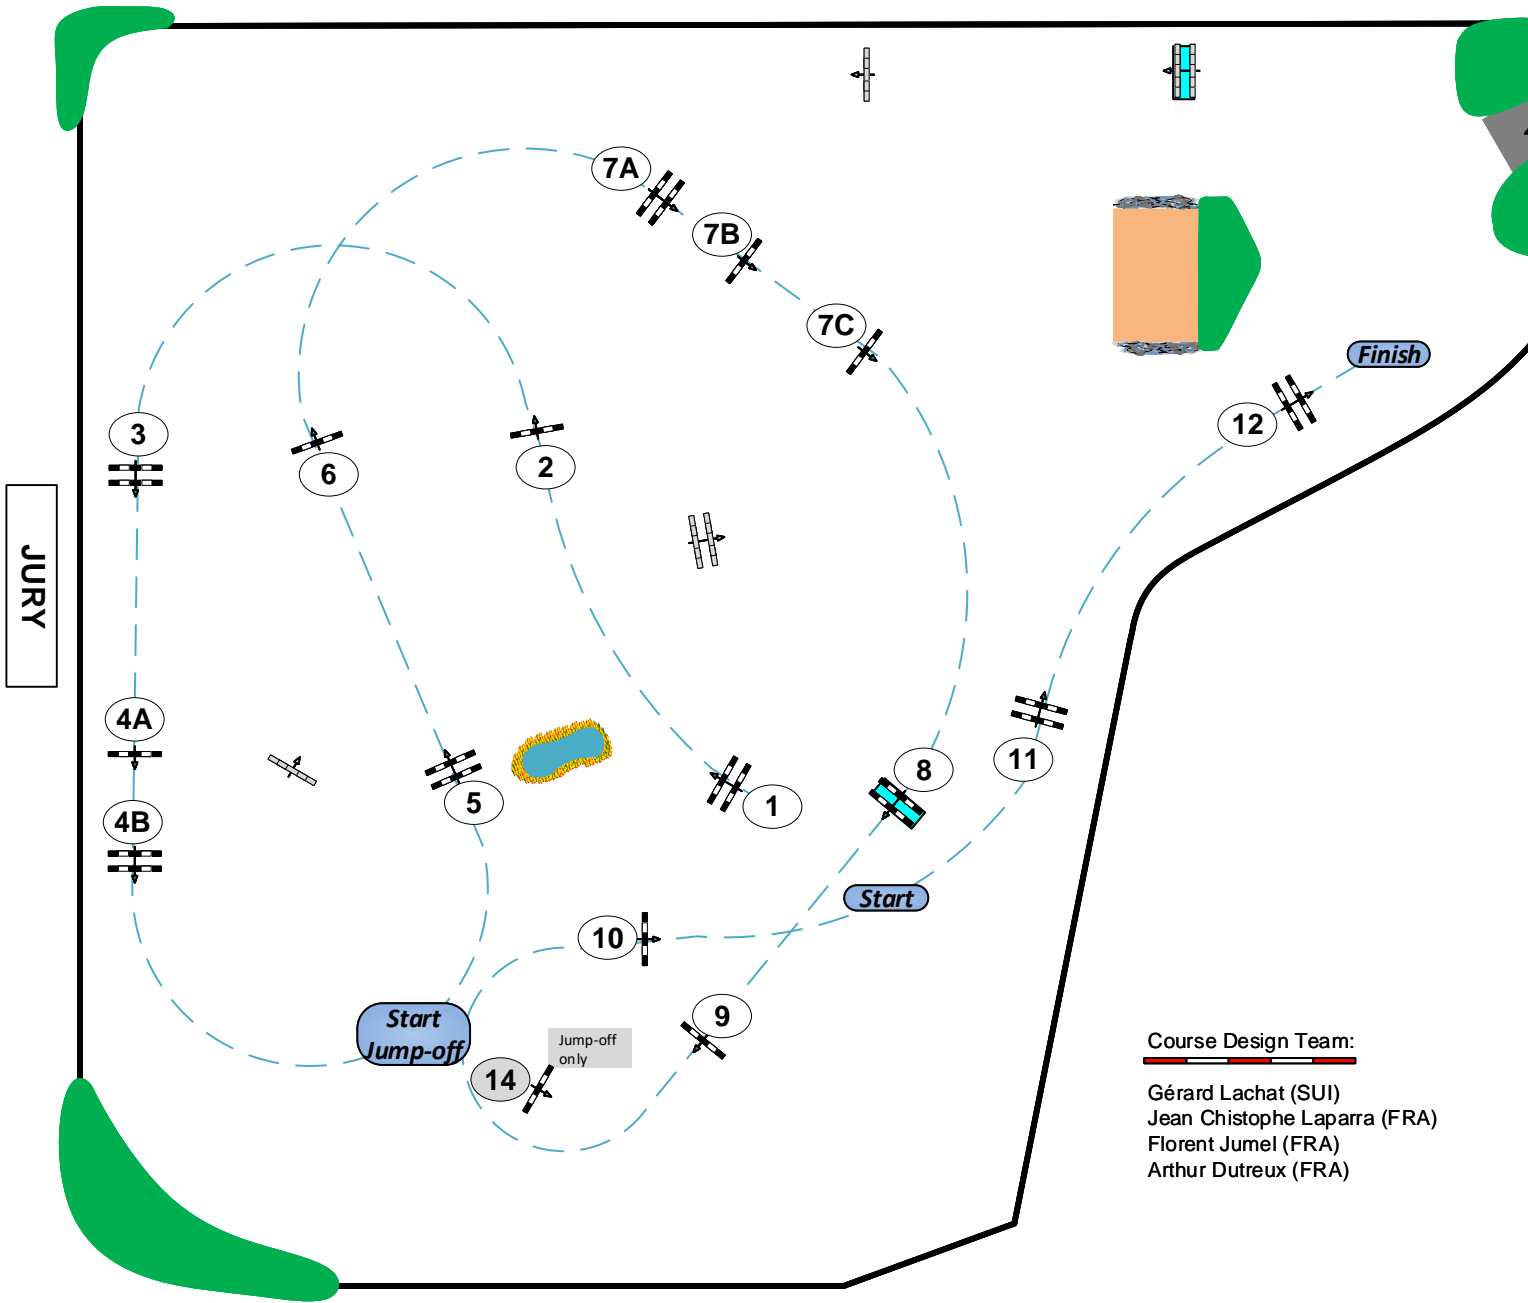 7A
7B
7C
Finish
12
3
6
2
JURY
4A
8
11
5
1
4B
Start
10
Start
Jump-off
9
Jump-off
only
14
Course Design Team:
Gérard Lachat (SUI)
Jean Chistophe Laparra (FRA)
Florent Jumel (FRA)
Arthur Dutreux (FRA)